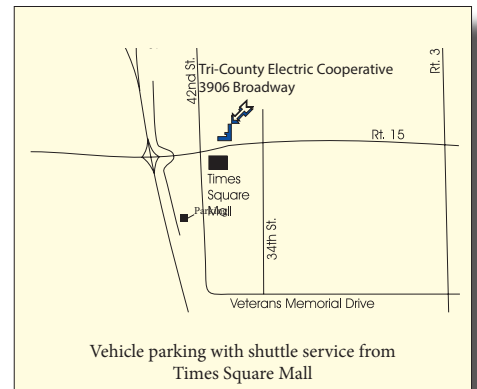 Tri-County Electric Cooperative
3906 Broadway
42nd St.
Rt. 3
Rt. 15
Times
Square
Mall
Parking
34th St.
Veterans Memorial Drive
Vehicle parking with shuttle service from
Times Square Mall